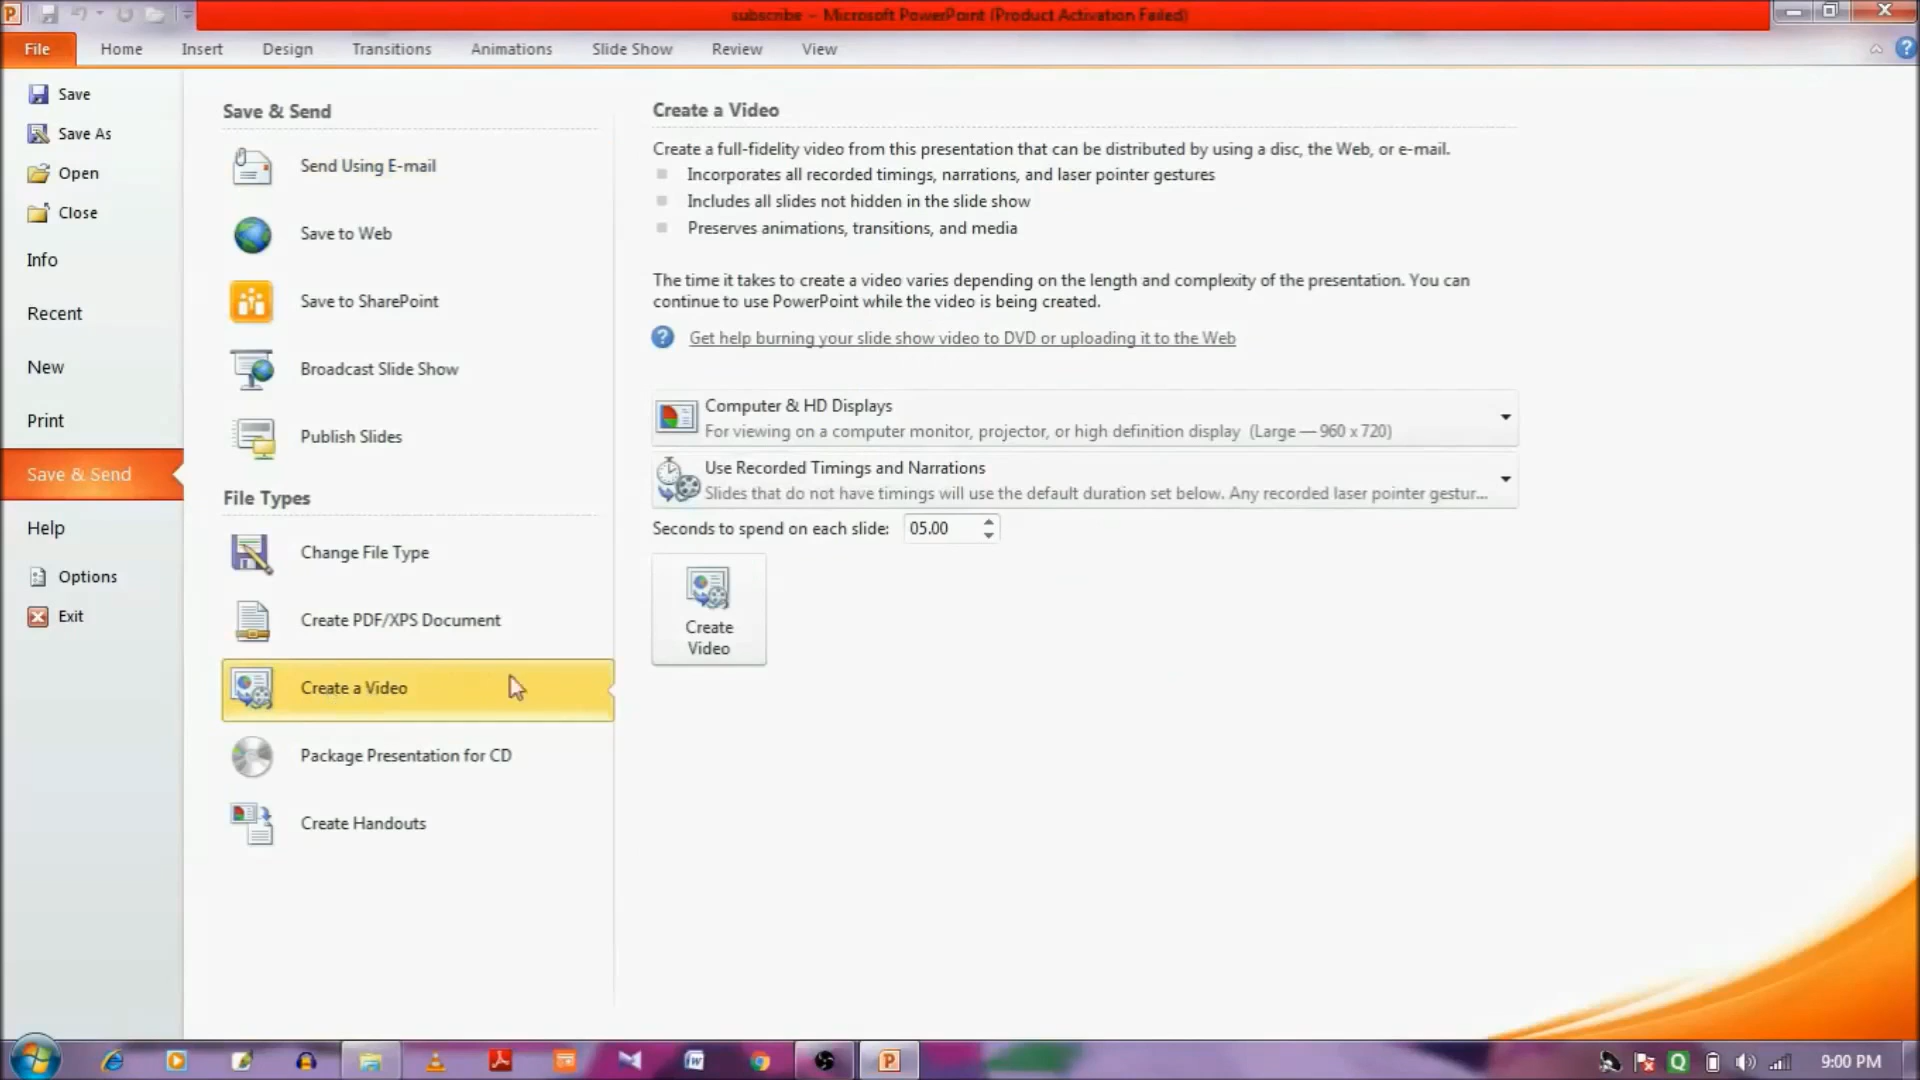 subscribe - Microsoft PowerPoint (Product Activation Failed)
File Home Insert Design Transitions Animations Slide Show Review View
Save
Save As
Open
Close
Info
Recent
New
Print
Save & Send
Help
Options
Exit
Save & Send
Send Using E-mail
Save to Web
Save to SharePoint
Broadcast Slide Show
Publish Slides
File Types
Change File Type
Create PDF/XPS Document
Create a Video
Package Presentation for CD
Create Handouts
Create a Video
Create a full-fidelity video from this presentation that can be distributed by using a disc, the Web, or e-mail.
Incorporates all recorded timings, narrations, and laser pointer gestures
Includes all slides not hidden in the slide show
Preserves animations, transitions, and media
The time it takes to create a video varies depending on the length and complexity of the presentation. You can
continue to use PowerPoint while the video is being created.
Get help burning your slide show video to DVD or uploading it to the Web
Computer & HD Displays
For viewing on a computer monitor, projector, or high definition display (Large — 960 x 720)
Use Recorded Timings and Narrations
Slides that do not have timings will use the default duration set below. Any recorded laser pointer gestur...
Seconds to spend on each slide: 05.00
Create
Video
9:00 PM